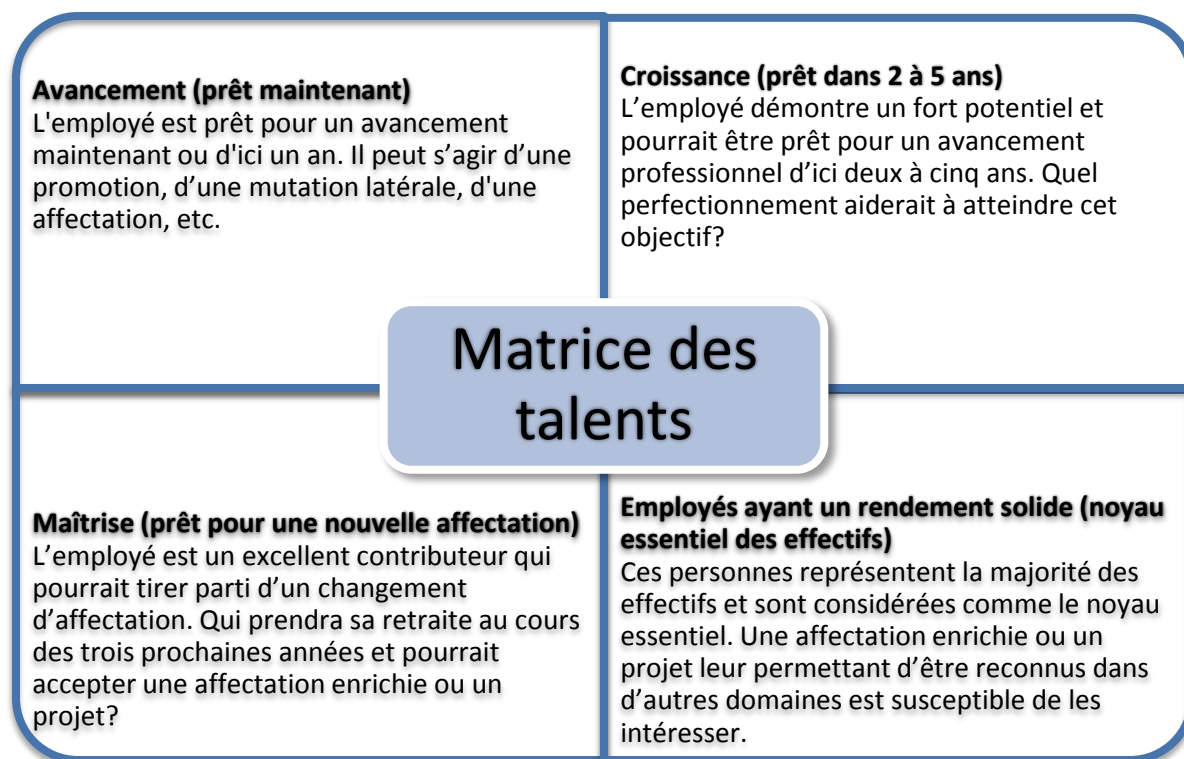 Avancement (prêt maintenant)
L'employé est prêt pour un avancement
maintenant ou d'ici un an. Il peut s’agir d’une
promotion, d’une mutation latérale, d'une
affectation, etc.
Croissance (prêt dans 2 à 5 ans)
L’employé démontre un fort potentiel et
pourrait être prêt pour un avancement
professionnel d’ici deux à cinq ans. Quel
perfectionnement aiderait à atteindre cet
objectif?
Matrice des
talents
Maîtrise (prêt pour une nouvelle affectation)
L’employé est un excellent contributeur qui
pourrait tirer parti d’un changement
d’affectation. Qui prendra sa retraite au cours
des trois prochaines années et pourrait
accepter une affectation enrichie ou un
projet?
Employés ayant un rendement solide (noyau
essentiel des effectifs)
Ces personnes représentent la majorité des
effectifs et sont considérées comme le noyau
essentiel. Une affectation enrichie ou un
projet leur permettant d’être reconnus dans
d’autres domaines est susceptible de les
intéresser.